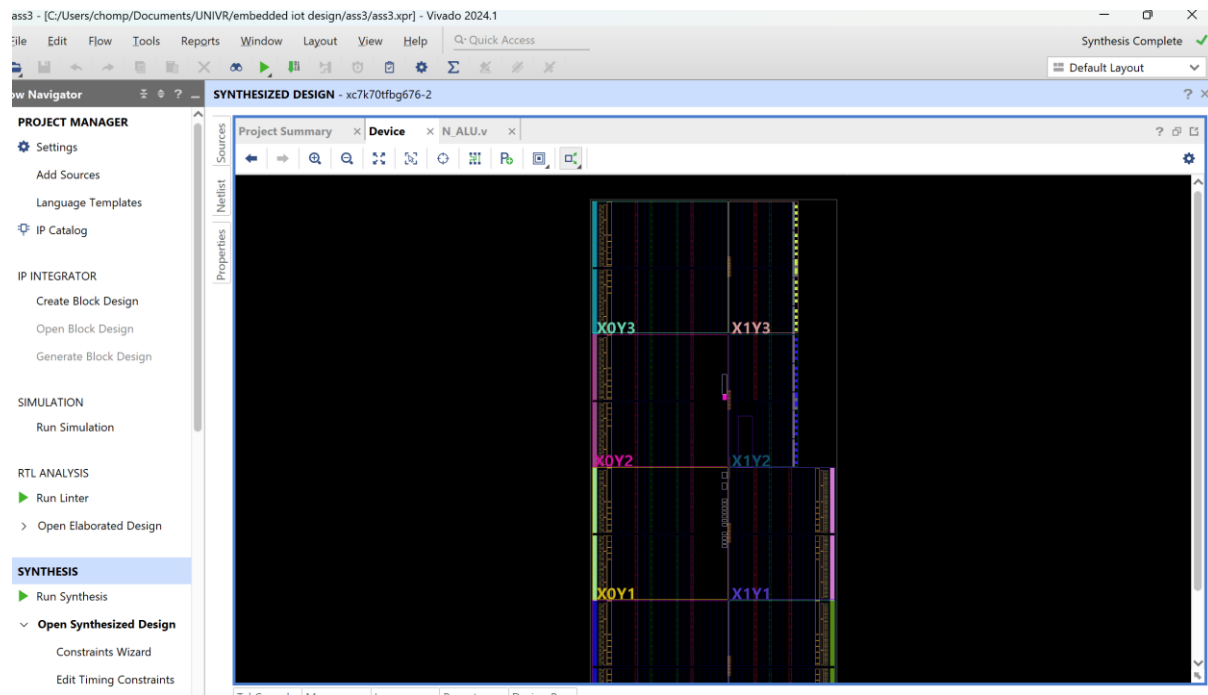 ass3 - [C:/Users/chomp/Documents/UNIVR/embedded iot design/ass3/ass3.xpr] - Vivado 2024.1
File Edit Flow Tools Reports Window Layout View Help Q- Quick Access
Synthesis Complete
Default Layout
ow Navigator
SYNTHESIZED DESIGN - xc7k70tfbg676-2
PROJECT MANAGER
Settings
Add Sources
Language Templates
IP Catalog
IP INTEGRATOR
Create Block Design
Open Block Design
Generate Block Design
SIMULATION
Run Simulation
RTL ANALYSIS
Run Linter
Open Elaborated Design
SYNTHESIS
Run Synthesis
Open Synthesized Design
Constraints Wizard
Edit Timing Constraints
Sources
Netlist
Properties
Project Summary Device N_ALU.v
X0Y3 X1Y3
X0Y2 X1Y2
X0Y1 X1Y1